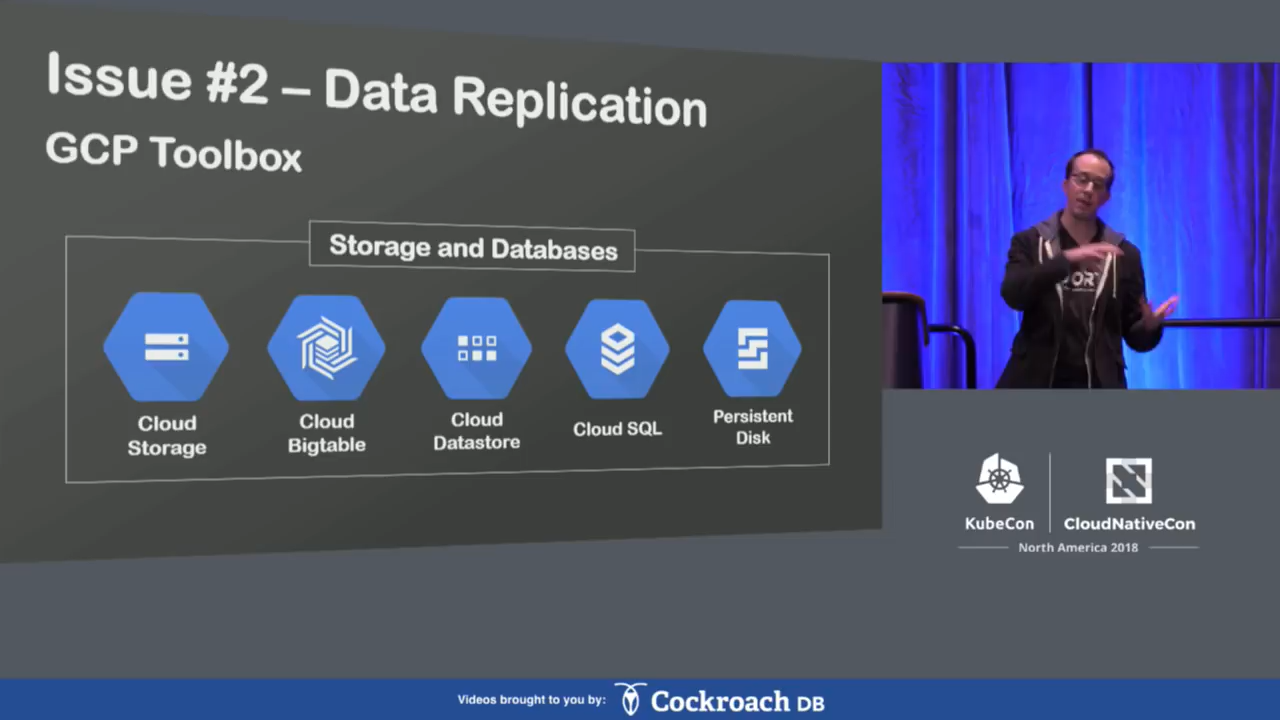 Issue #2 – Data Replication
GCP Toolbox
Storage and Databases
Cloud
Storage
Cloud
Bigtable
Cloud
Datastore
Cloud SQL
Persistent
Disk
KubeCon
CloudNativeCon
North America 2018
Videos brought to you by:
Cockroach DB